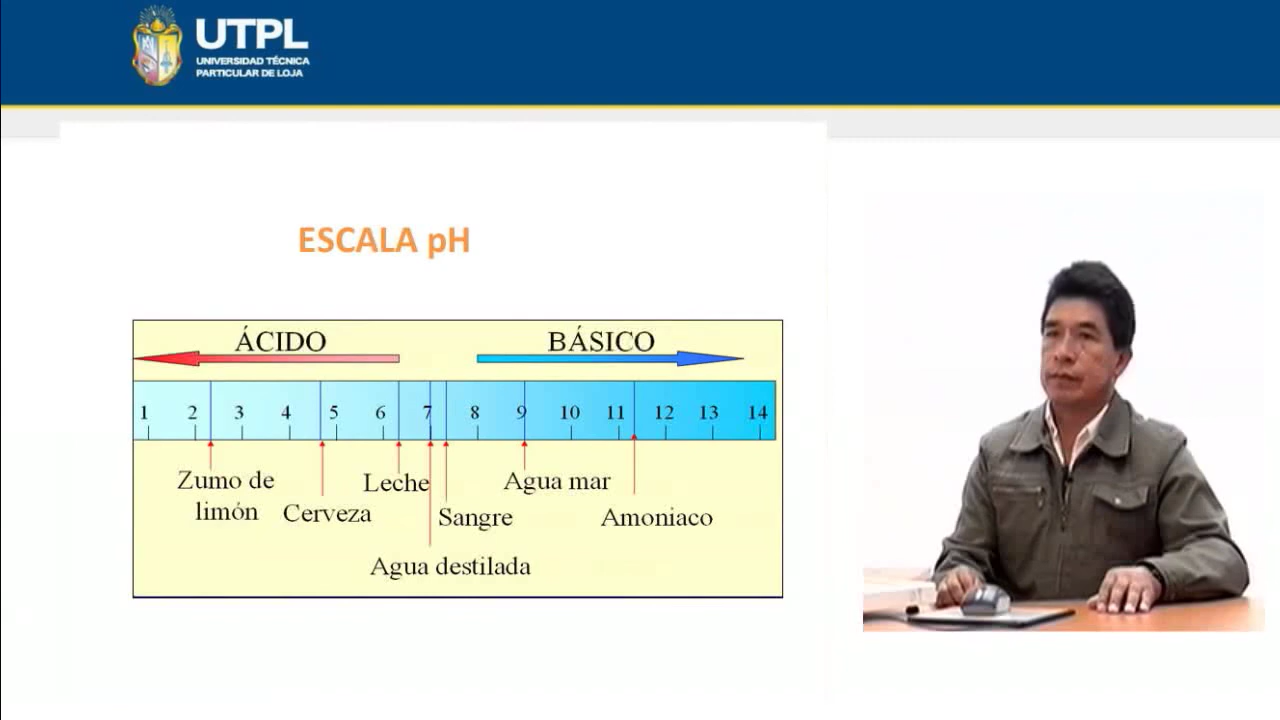 UTPL
UNIVERSIDAD TÉCNICA
PARTICULAR DE LOJA
ESCALA pH
ÁCIDO BÁSICO
1 2 3 4 5 6 7 8 9 10 11 12 13 14
Zumo de
limón
Cerveza
Leche
Agua destilada
Sangre
Agua mar
Amoniaco